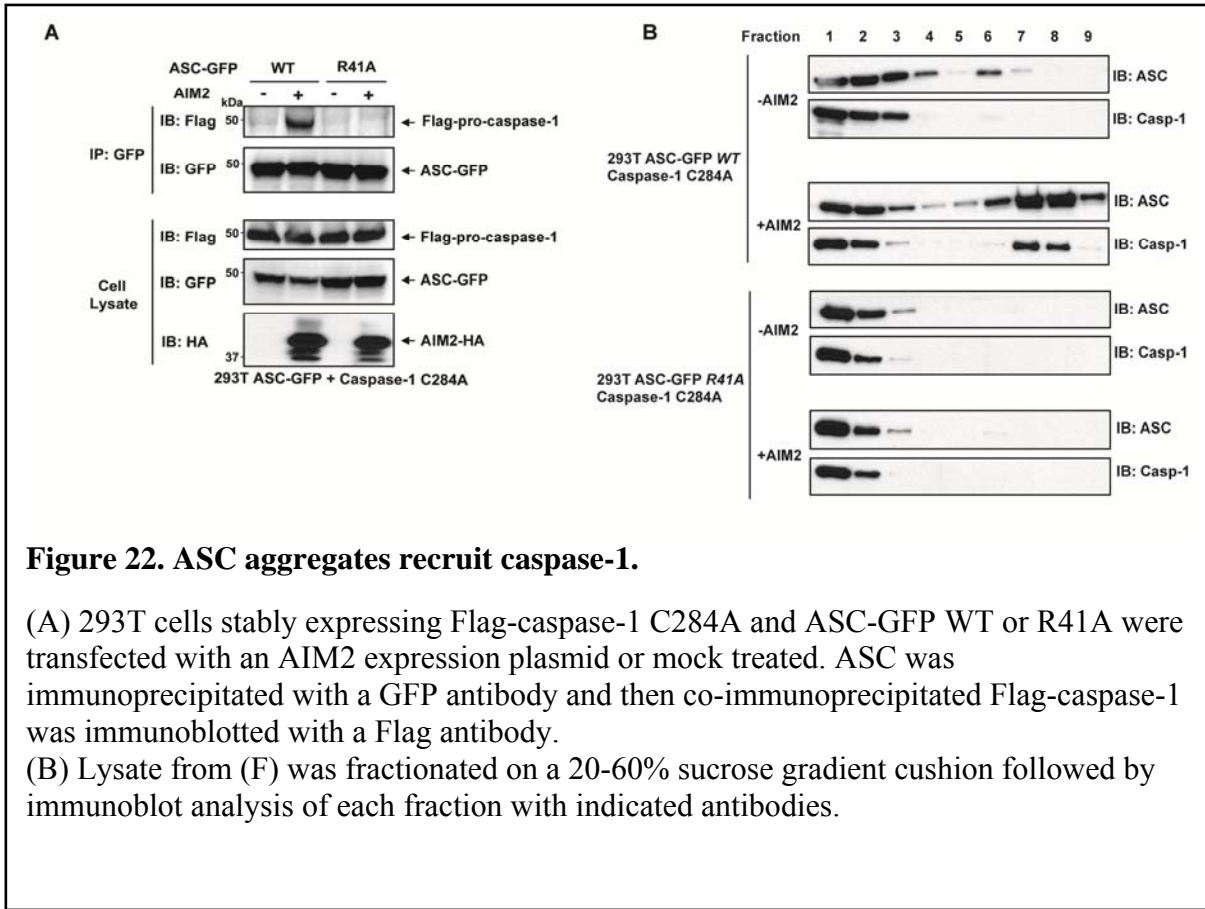 A
ASC-GFP WT R41A
AIM2 - + - +
kDa
IP: GFP
IB: Flag 50 Flag-pro-caspase-1
IB: GFP 50 ASC-GFP
Cell Lysate
IB: Flag 50 Flag-pro-caspase-1
IB: GFP 50 ASC-GFP
IB: HA 37 AIM2-HA
293T ASC-GFP + Caspase-1 C284A
B
Fraction 1 2 3 4 5 6 7 8 9
293T ASC-GFP WT
Caspase-1 C284A
-AIM2
IB: ASC
IB: Casp-1
+AIM2
IB: ASC
IB: Casp-1
293T ASC-GFP R41A
Caspase-1 C284A
-AIM2
IB: ASC
IB: Casp-1
+AIM2
IB: ASC
IB: Casp-1
Figure 22. ASC aggregates recruit caspase-1.
(A) 293T cells stably expressing Flag-caspase-1 C284A and ASC-GFP WT or R41A were
transfected with an AIM2 expression plasmid or mock treated. ASC was
immunoprecipitated with a GFP antibody and then co-immunoprecipitated Flag-caspase-1
was immunoblotted with a Flag antibody.
(B) Lysate from (F) was fractionated on a 20-60% sucrose gradient cushion followed by
immunoblot analysis of each fraction with indicated antibodies.